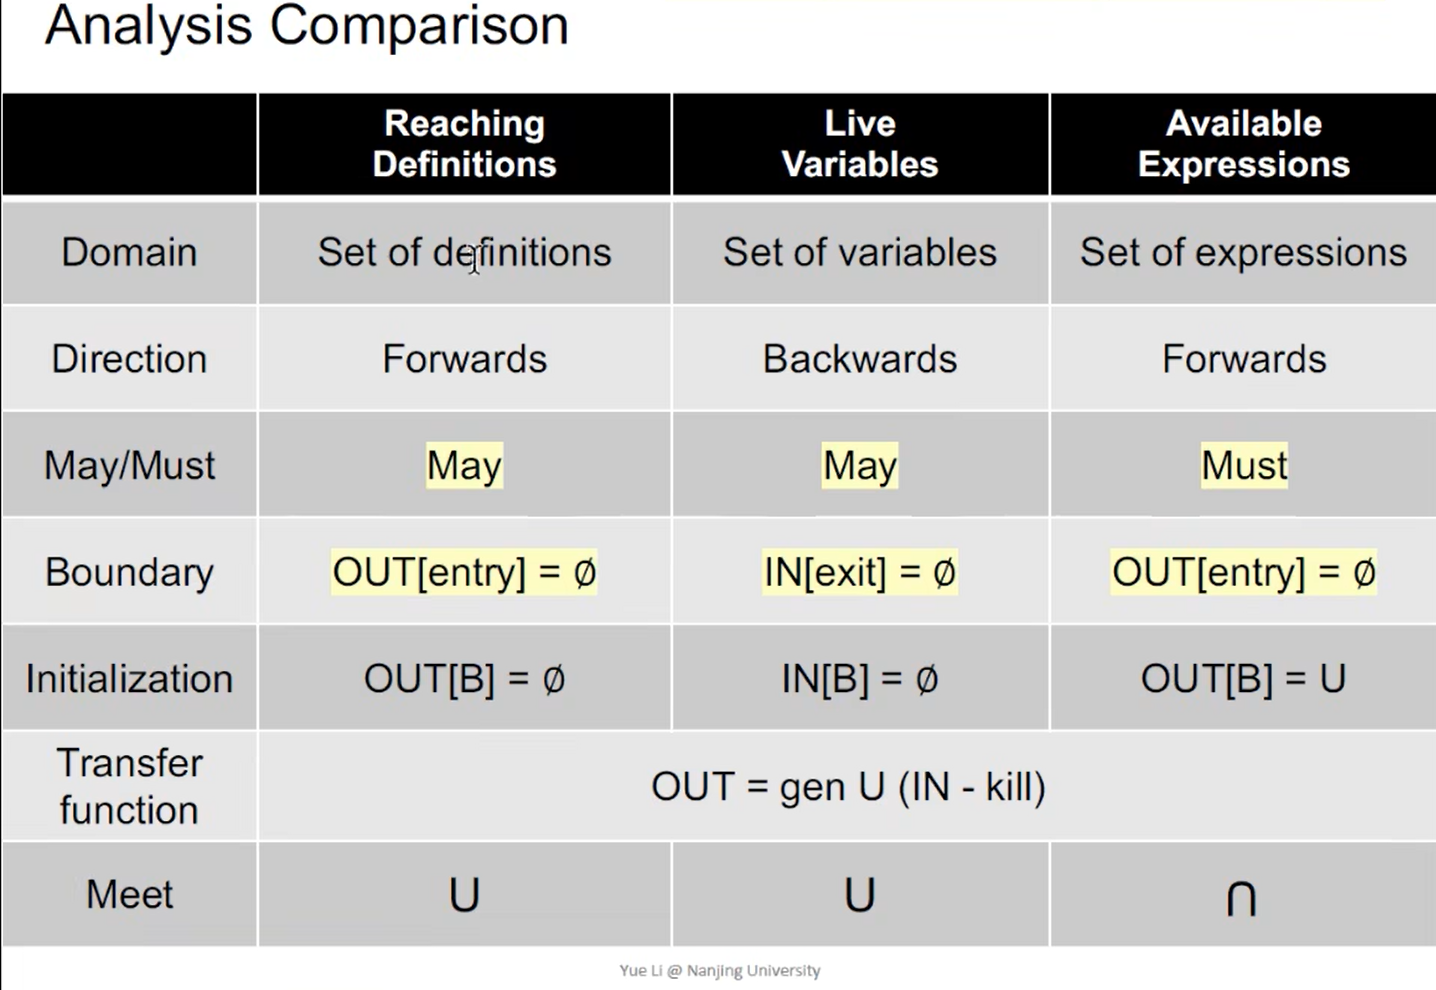 Analysis Comparison
Reaching Definitions
Live Variables
Available Expressions
Domain
Set of definitions
Set of variables
Set of expressions
Direction
Forwards
Backwards
Forwards
May/Must
May
May
Must
Boundary
OUT[entry] = ∅
IN[exit] = ∅
OUT[entry] = ∅
Initialization
OUT[B] = ∅
IN[B] = ∅
OUT[B] = U
Transfer function
OUT = gen U (IN - kill)
Meet
U
U
∩
Yue Li @ Nanjing University